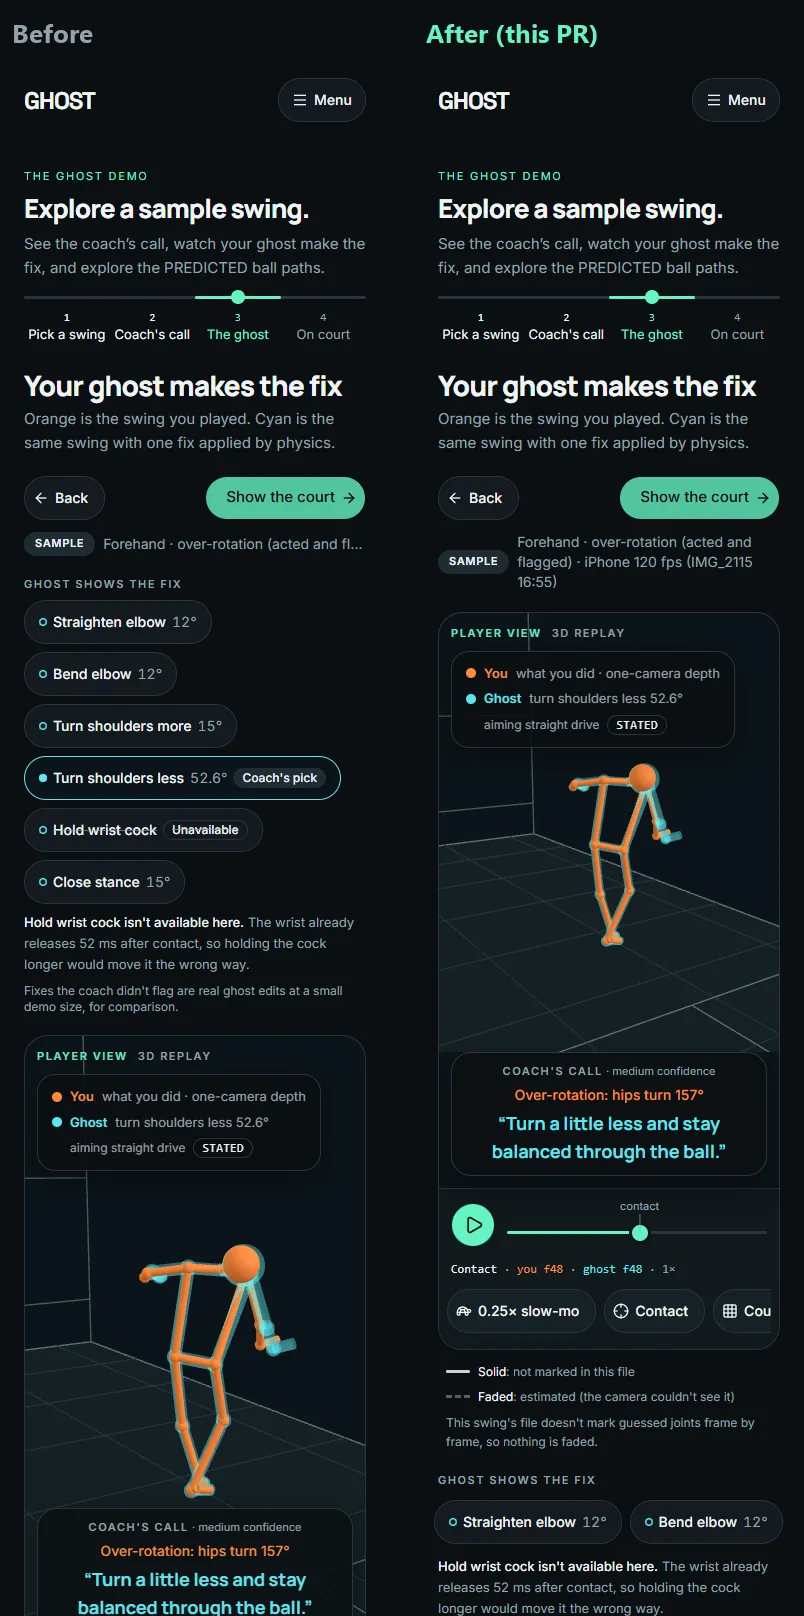 Before
GHOST
Menu
THE GHOST DEMO
Explore a sample swing.
See the coach's call, watch your ghost make the
fix, and explore the PREDICTED ball paths.
1 2 3 4
Pick a swing Coach's call The ghost On court
Your ghost makes the fix
Orange is the swing you played. Cyan is the
same swing with one fix applied by physics.
Back Show the court
SAMPLE Forehand · over-rotation (acted and fl...
GHOST SHOWS THE FIX
Straighten elbow 12°
Bend elbow 12°
Turn shoulders more 15°
Turn shoulders less 52.6° Coach's pick
Hold wrist cock Unavailable
Close stance 15°
Hold wrist cock isn't available here. The wrist already
releases 52 ms after contact, so holding the cock
longer would move it the wrong way.
Fixes the coach didn't flag are real ghost edits at a small
demo size, for comparison.
PLAYER VIEW 3D REPLAY
You what you did · one-camera depth
Ghost turn shoulders less 52.6°
aiming straight drive STATED
COACH'S CALL · medium confidence
Over-rotation: hips turn 157°
“Turn a little less and stay
balanced through the ball.”
After (this PR)
GHOST
Menu
THE GHOST DEMO
Explore a sample swing.
See the coach's call, watch your ghost make the
fix, and explore the PREDICTED ball paths.
1 2 3 4
Pick a swing Coach's call The ghost On court
Your ghost makes the fix
Orange is the swing you played. Cyan is the
same swing with one fix applied by physics.
Back Show the court
SAMPLE Forehand · over-rotation (acted and
flagged) · iPhone 120 fps (IMG_2115
16:55)
PLAYER VIEW 3D REPLAY
You what you did · one-camera depth
Ghost turn shoulders less 52.6°
aiming straight drive STATED
COACH'S CALL · medium confidence
Over-rotation: hips turn 157°
“Turn a little less and stay
balanced through the ball.”
contact
Contact · you f48 · ghost f48 · 1×
0.25× slow-mo Contact Cou
Solid: not marked in this file
Faded: estimated (the camera couldn't see it)
This swing's file doesn't mark guessed joints frame by
frame, so nothing is faded.
GHOST SHOWS THE FIX
Straighten elbow 12° Bend elbow 12°
Hold wrist cock isn't available here. The wrist already
releases 52 ms after contact, so holding the cock
longer would move it the wrong way.